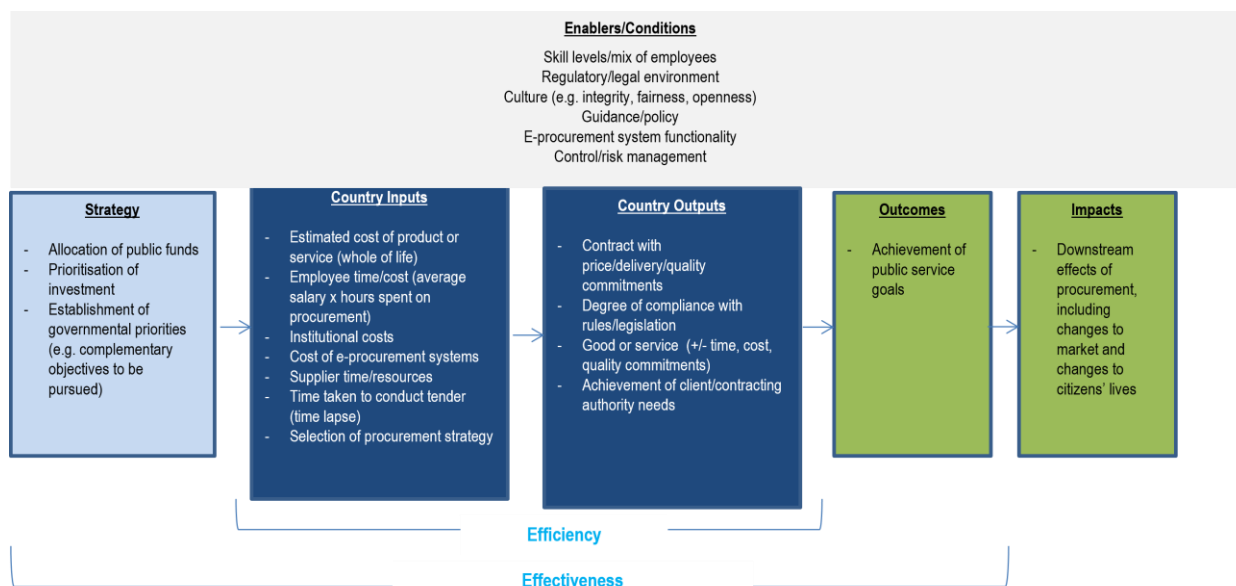 Enablers/Conditions
Skill levels/mix of employees
Regulatory/legal environment
Culture (e.g. integrity, fairness, openness)
Guidance/policy
E-procurement system functionality
Control/risk management
Strategy
- Allocation of public funds
- Prioritisation of
investment
- Establishment of
governmental priorities
(e.g. complementary
objectives to be
pursued)
Country Inputs
- Estimated cost of product or
service (whole of life)
- Employee time/cost (average
salary x hours spent on
procurement)
- Institutional costs
- Cost of e-procurement systems
- Supplier time/resources
- Time taken to conduct tender
(time lapse)
- Selection of procurement strategy
Country Outputs
- Contract with
price/delivery/quality
commitments
- Degree of compliance with
rules/legislation
- Good or service (+/- time, cost,
quality commitments)
- Achievement of client/contracting
authority needs
Outcomes
- Achievement of
public service
goals
Impacts
- Downstream
effects of
procurement,
including
changes to
market and
changes to
citizens’ lives
Efficiency
Effectiveness